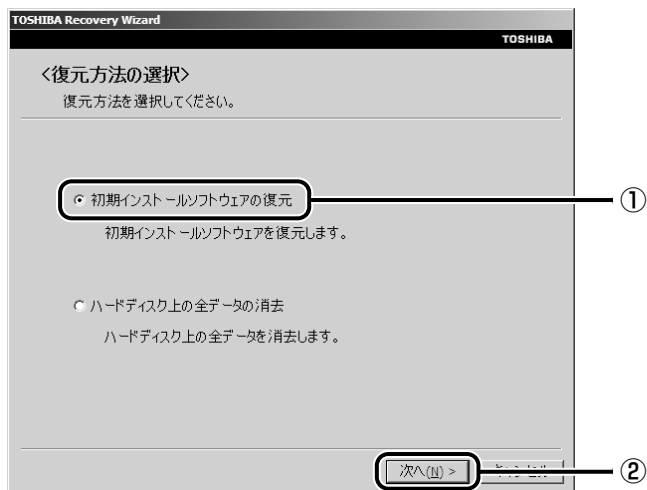 TOSHIBA Recovery Wizard
TOSHIBA
<復元方法の選択>
復元方法を選択してください。
初期インストールソフトウェアの復元
①
初期インストールソフトウェアを復元します。
ハードディスク上の全データの消去
ハードディスク上の全データを消去します。
次へ(N) >
②